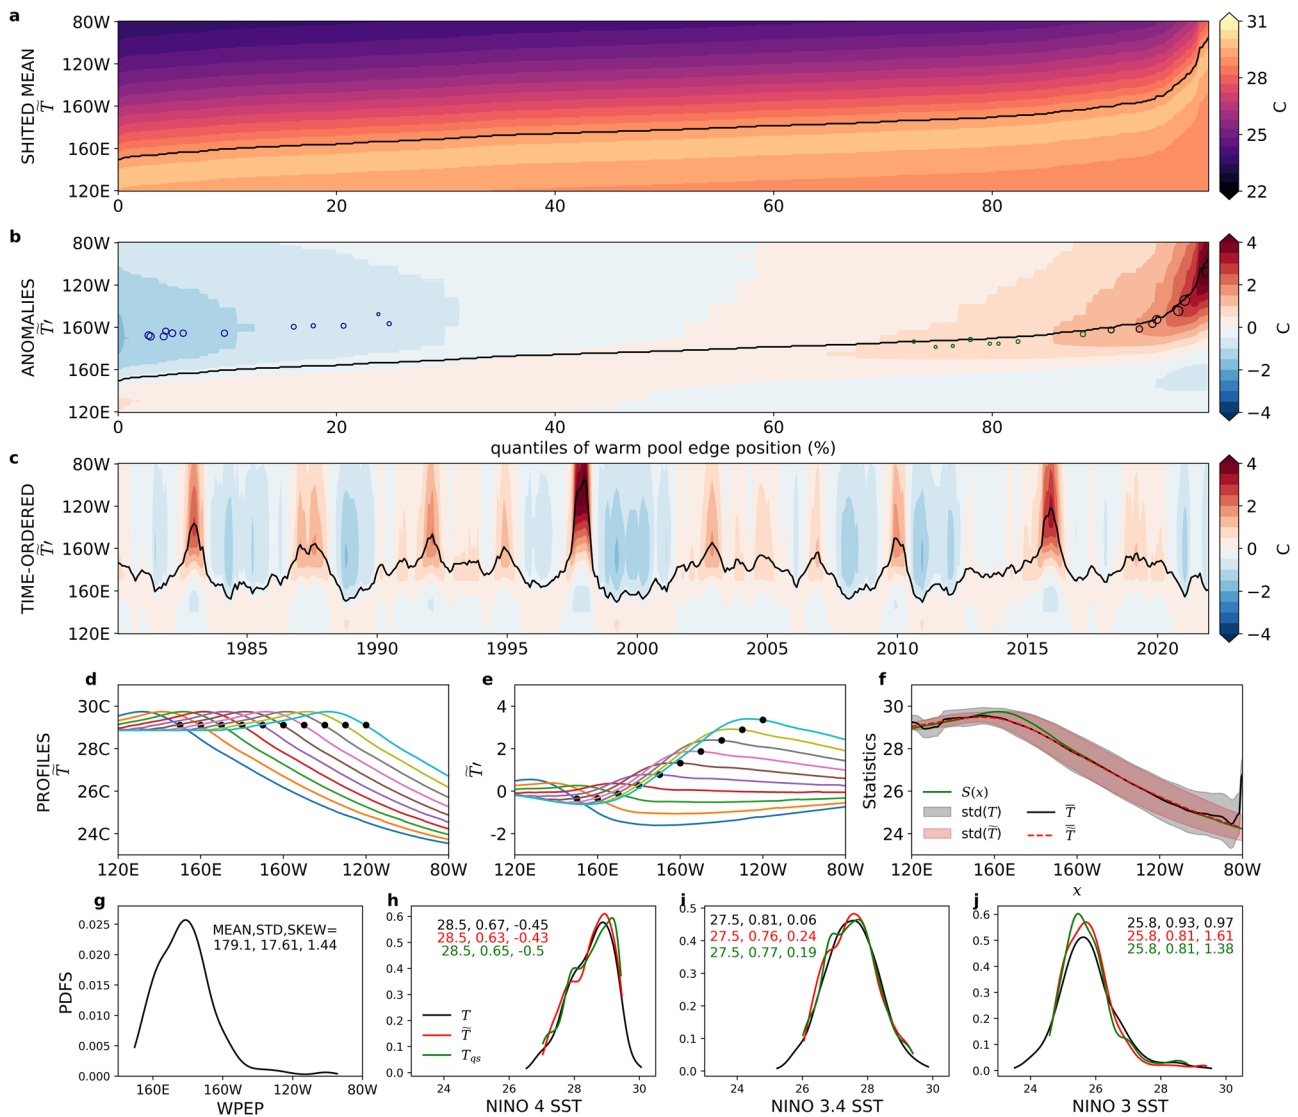 a
SHIITED MEAN
T̃
80W
120W
160W
160E
120E
0 20 40 60 80
31
28
25
22
C
b
ANOMALIES
T̃′
80W
120W
160W
160E
120E
0 20 40 60 80
quantiles of warm pool edge position (%)
4
2
0
−2
−4
C
c
TIME-ORDERED
T̃′
80W
120W
160W
160E
120E
1985 1990 1995 2000 2005 2010 2015 2020
4
2
0
−2
−4
C
d
PROFILES
T̃
30C
28C
26C
24C
120E 160E 160W 120W 80W
e
T̃′
4
2
0
−2
120E 160E 160W 120W 80W
f
Statistics
30
28
26
24
S(x)
std(T)
std(T̃)
T̅
T̃̅
120E 160E 160W 120W 80W
x
g
PDFS
0.025
0.020
0.015
0.010
0.005
0.000
MEAN,STD,SKEW=
179.1, 17.61, 1.44
160E 160W 120W 80W
WPEP
h
0.6
0.5
0.4
0.3
0.2
0.1
0.0
28.5, 0.67, -0.45
28.5, 0.63, -0.43
28.5, 0.65, -0.5
T
T̃
Tqs
24 26 28 30
NINO 4 SST
i
0.5
0.4
0.3
0.2
0.1
0.0
27.5, 0.81, 0.06
27.5, 0.76, 0.24
27.5, 0.77, 0.19
24 26 28 30
NINO 3.4 SST
j
0.6
0.5
0.4
0.3
0.2
0.1
0.0
25.8, 0.93, 0.97
25.8, 0.81, 1.61
25.8, 0.81, 1.38
24 26 28 30
NINO 3 SST